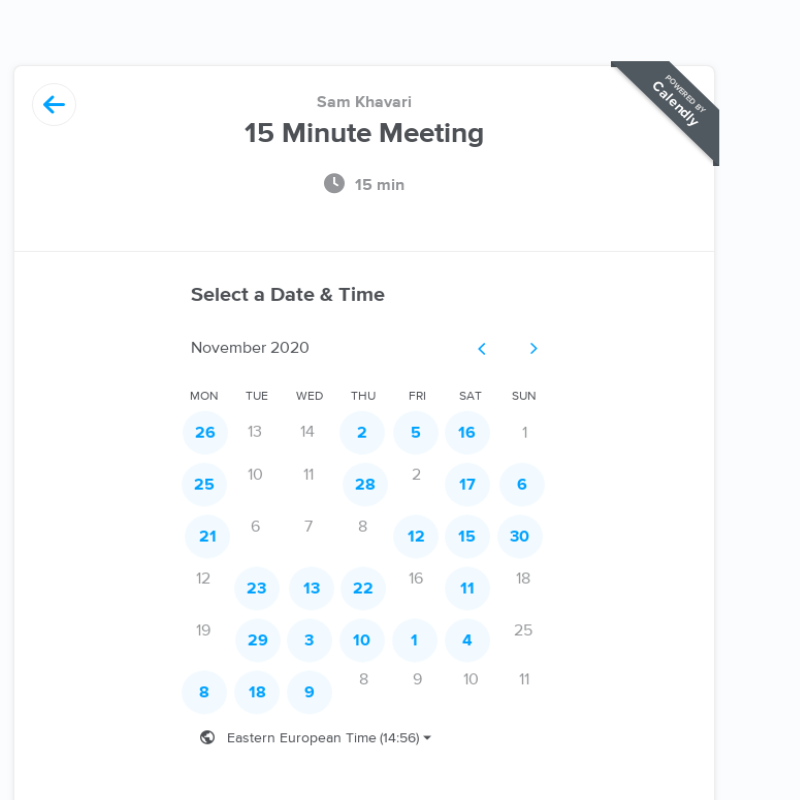 Sam Khavari
POWERED BY
Calendly
15 Minute Meeting
15 min
Select a Date & Time
November 2020
MON TUE WED THU FRI SAT SUN
26 13 14 2 5 16 1
25 10 11 28 2 17 6
21 6 7 8 12 15 30
12 23 13 22 16 11 18
19 29 3 10 1 4 25
8 18 9 8 9 10 11
Eastern European Time (14:56)